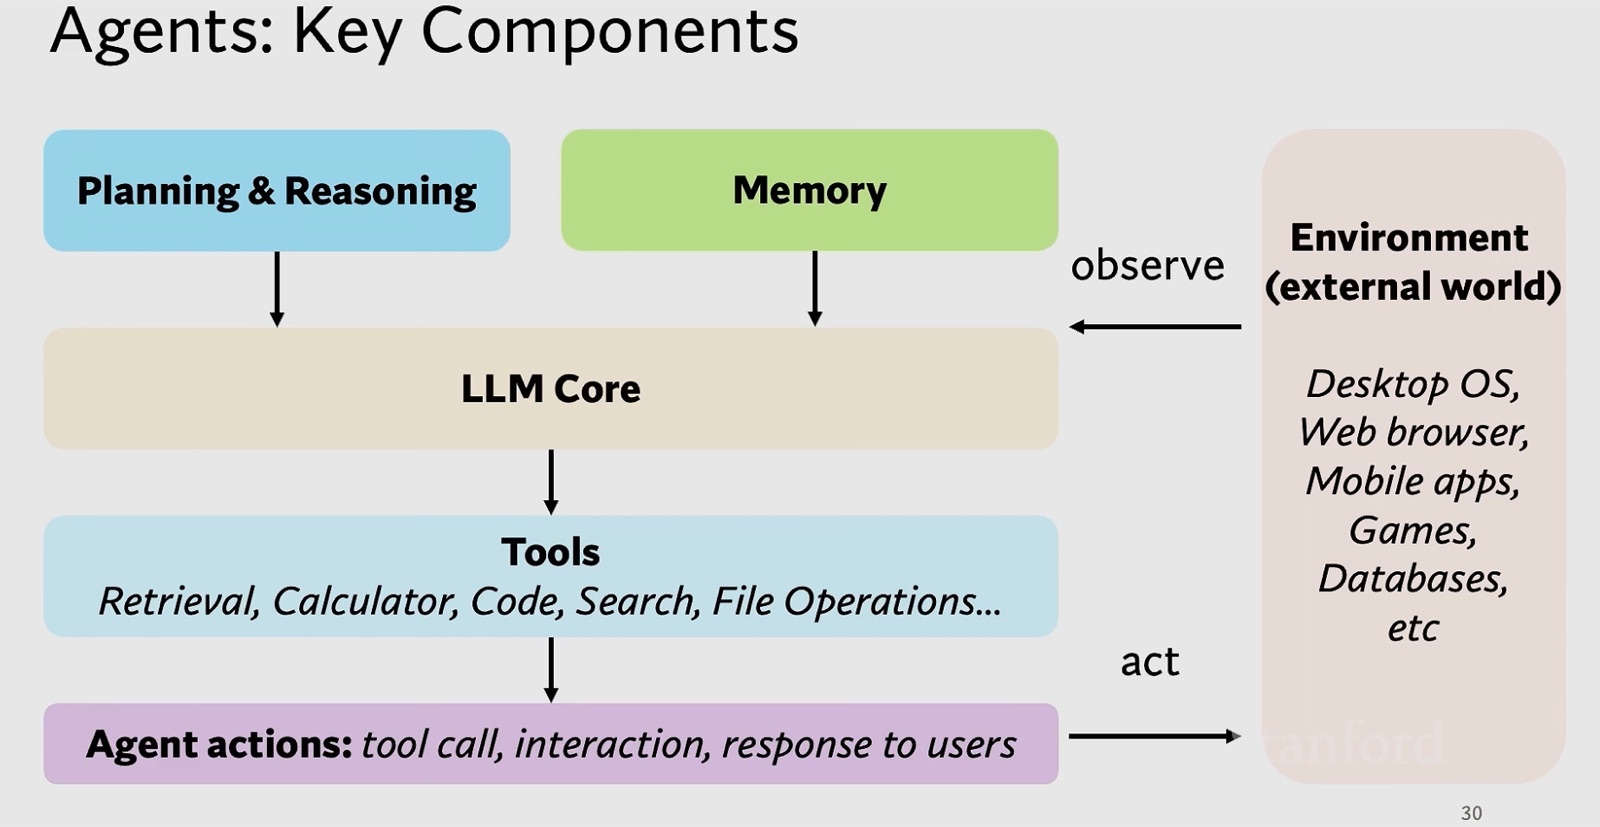 Agents: Key Components
Planning & Reasoning
Memory
observe
Environment
(external world)
Desktop OS,
Web browser,
Mobile apps,
Games,
Databases,
etc
LLM Core
Tools
Retrieval, Calculator, Code, Search, File Operations...
act
Agent actions: tool call, interaction, response to users
anford
30